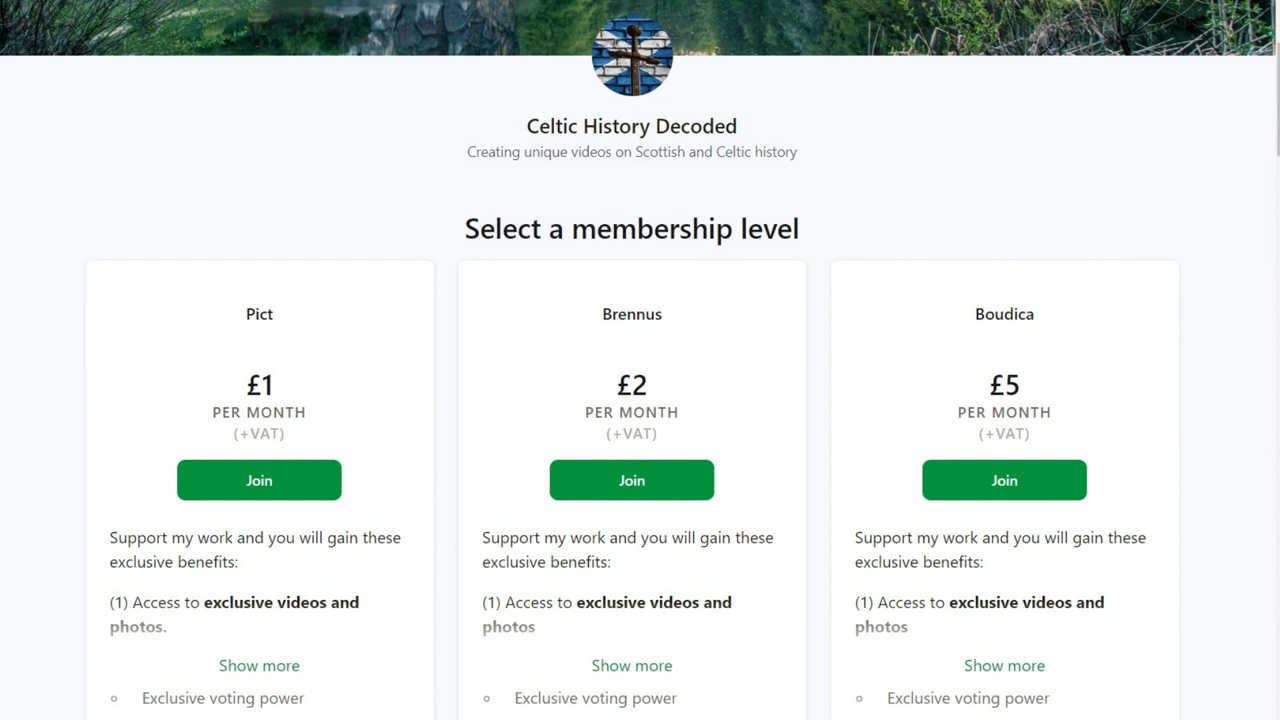 Celtic History Decoded
Creating unique videos on Scottish and Celtic history
Select a membership level
Pict
£1
PER MONTH
(+VAT)
Join
Support my work and you will gain these
exclusive benefits:
(1) Access to exclusive videos and
photos.
Show more
Exclusive voting power
Brennus
£2
PER MONTH
(+VAT)
Join
Support my work and you will gain these
exclusive benefits:
(1) Access to exclusive videos and
photos
Show more
Exclusive voting power
Boudica
£5
PER MONTH
(+VAT)
Join
Support my work and you will gain these
exclusive benefits:
(1) Access to exclusive videos and
photos
Show more
Exclusive voting power